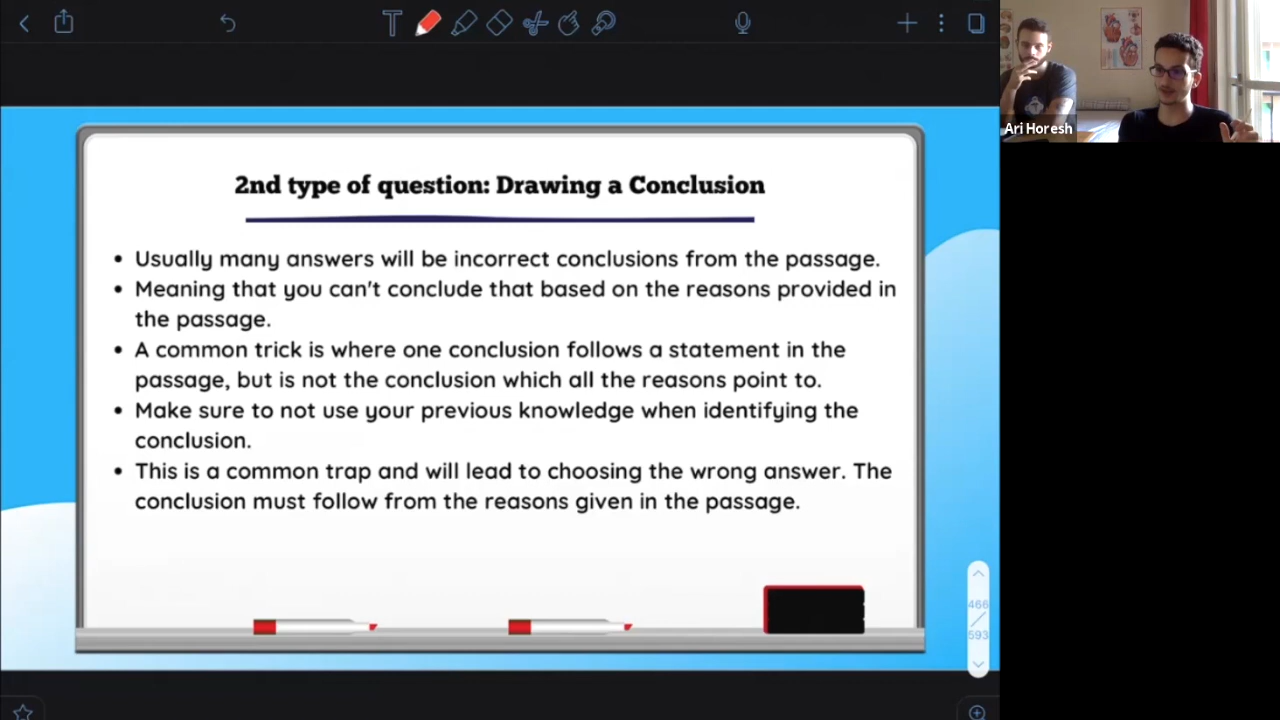 Ari Horesh
2nd type of question: Drawing a Conclusion
• Usually many answers will be incorrect conclusions from the passage.
• Meaning that you can't conclude that based on the reasons provided in
the passage.
• A common trick is where one conclusion follows a statement in the
passage, but is not the conclusion which all the reasons point to.
• Make sure to not use your previous knowledge when identifying the
conclusion.
• This is a common trap and will lead to choosing the wrong answer. The
conclusion must follow from the reasons given in the passage.
466
/
593